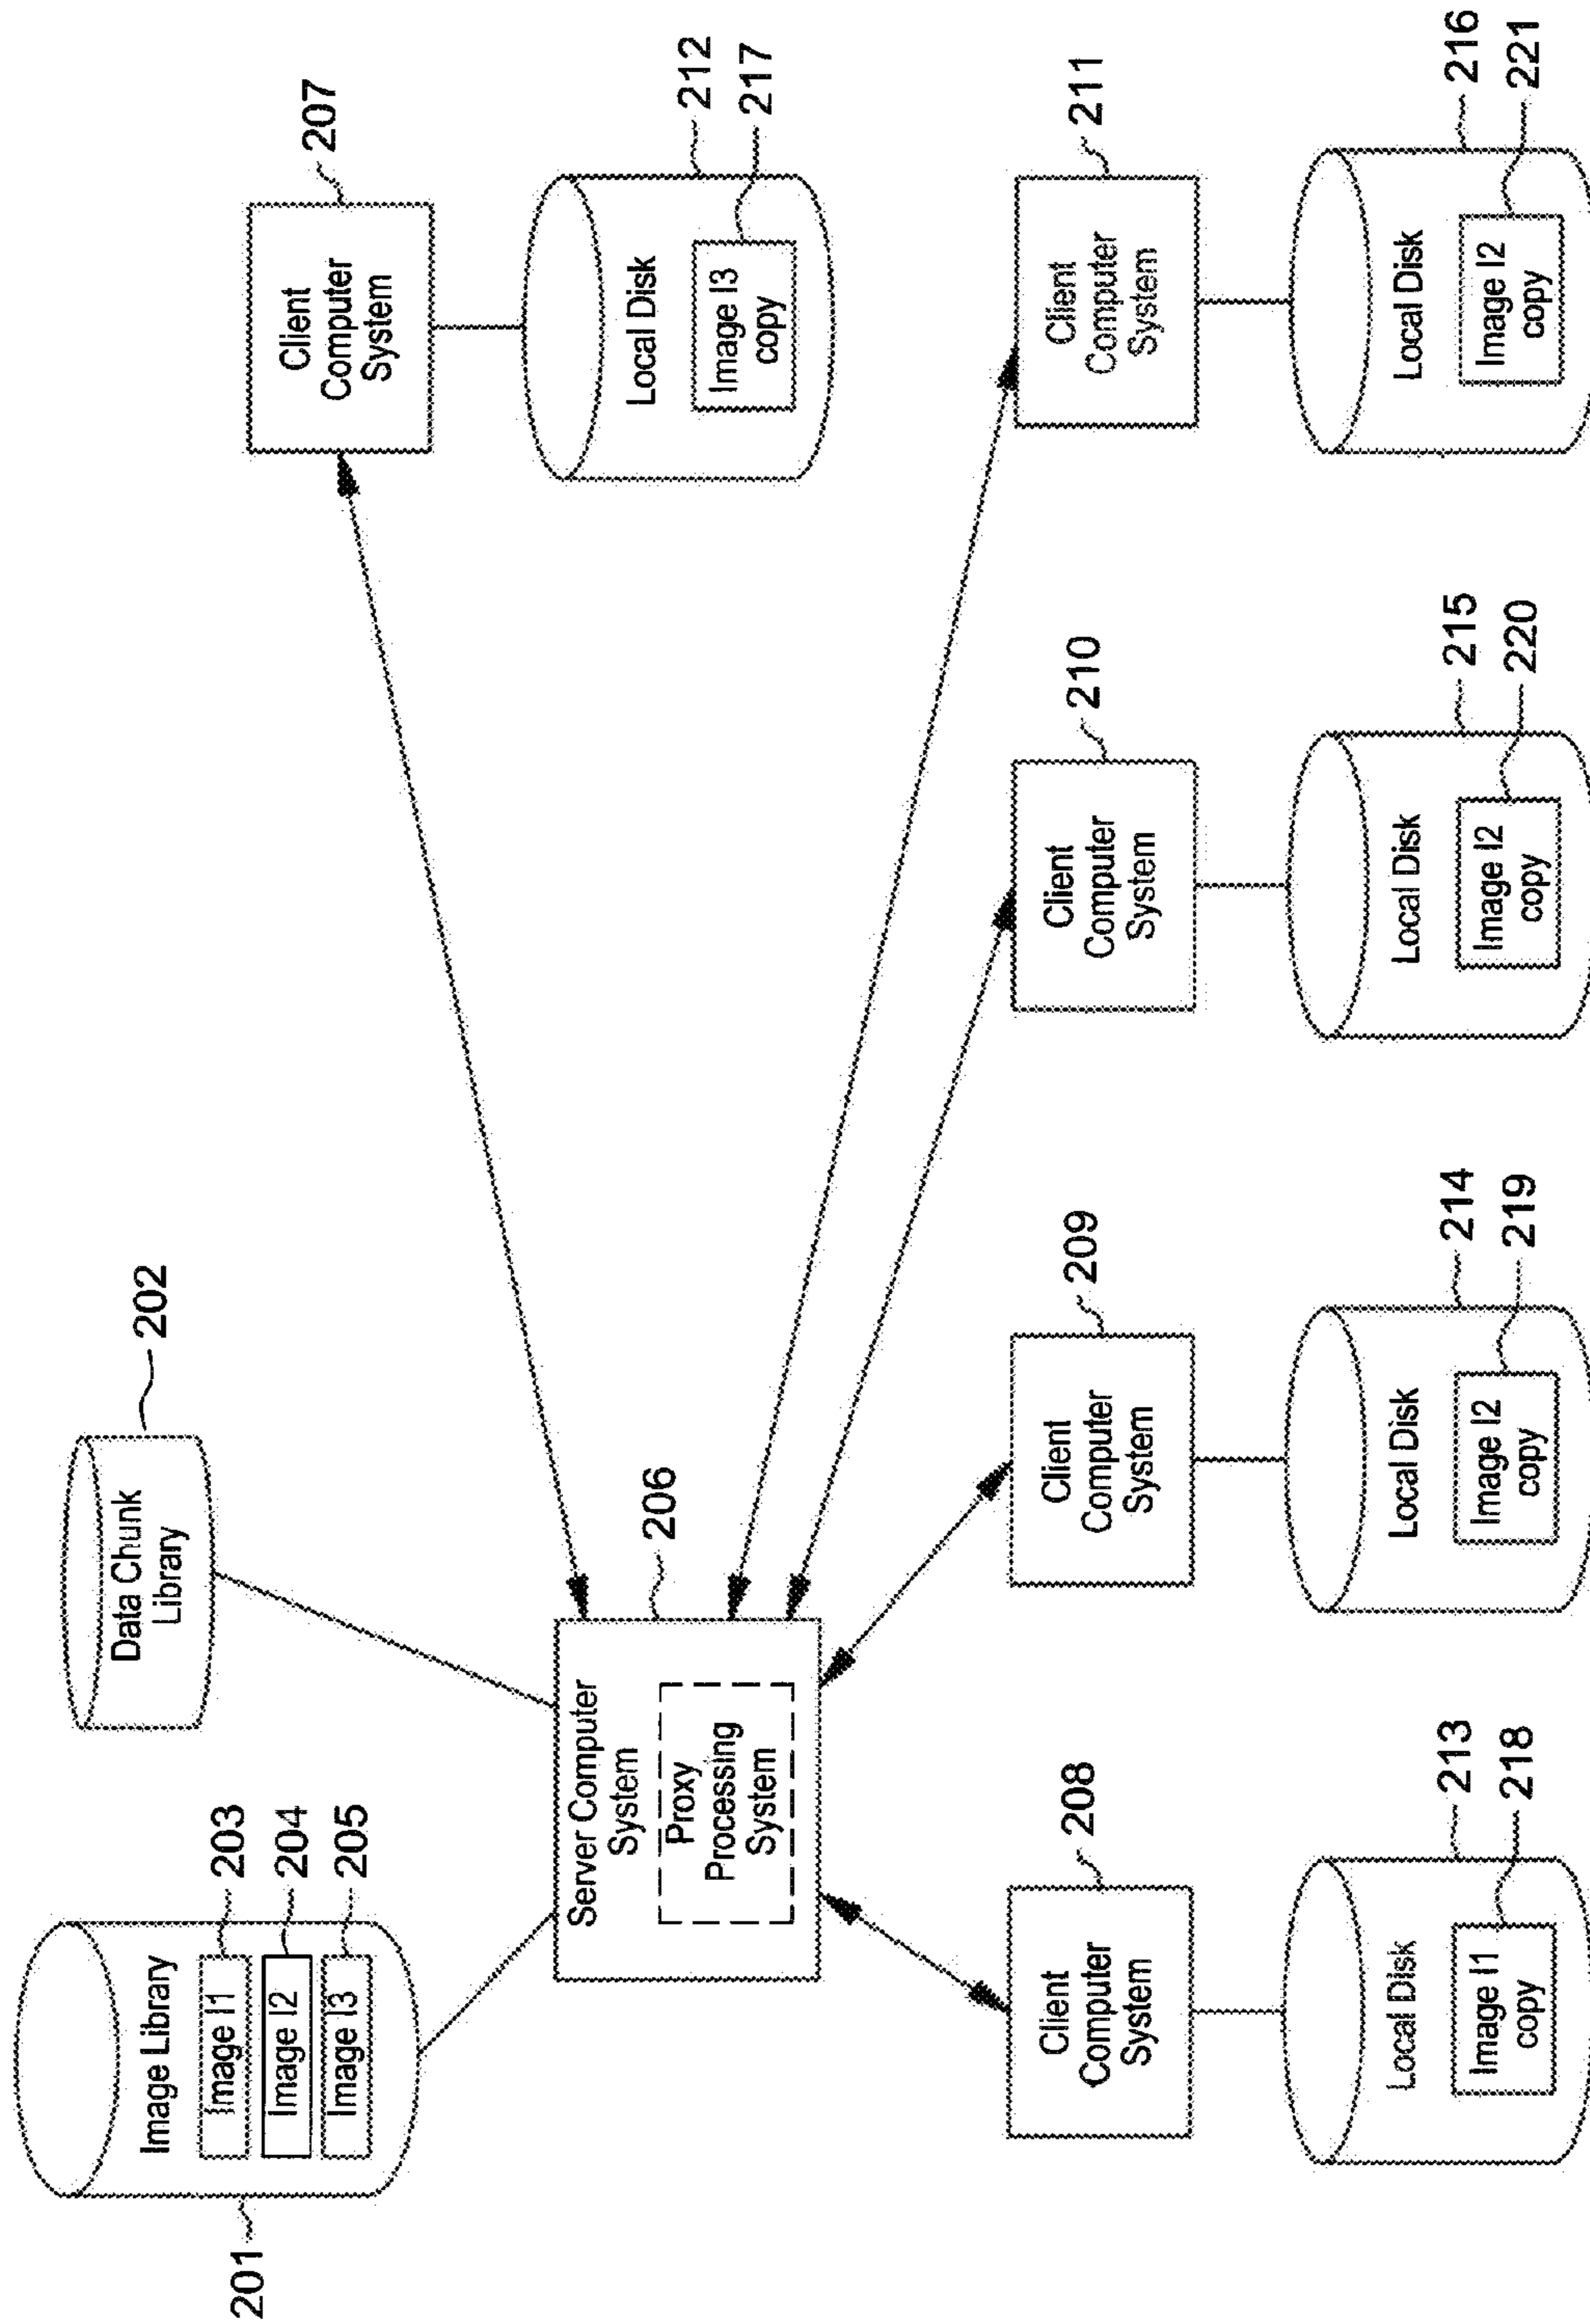 Image Library
Image I1
Image I2
Image I3
201
203
204
205
Data Chunk
Library
202
Server Computer
System
Proxy
Processing
System
206
Client
Computer
System
207
Local Disk
Image I3
copy
212
217
Client
Computer
System
208
Local Disk
Image I1
copy
213
218
Client
Computer
System
209
Local Disk
Image I2
copy
214
219
Client
Computer
System
210
Local Disk
Image I2
copy
215
220
Client
Computer
System
211
Local Disk
Image I2
copy
216
221